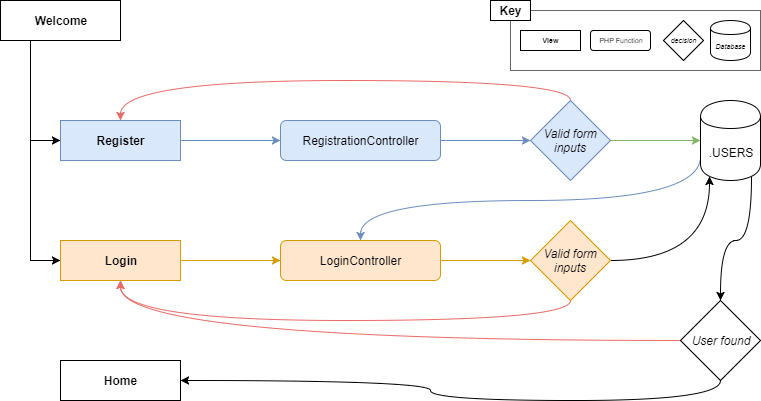 Welcome
Key
View
PHP Function
decision
Database
Register
RegistrationController
Valid form
inputs
.USERS
Login
LoginController
Valid form
inputs
User found
Home